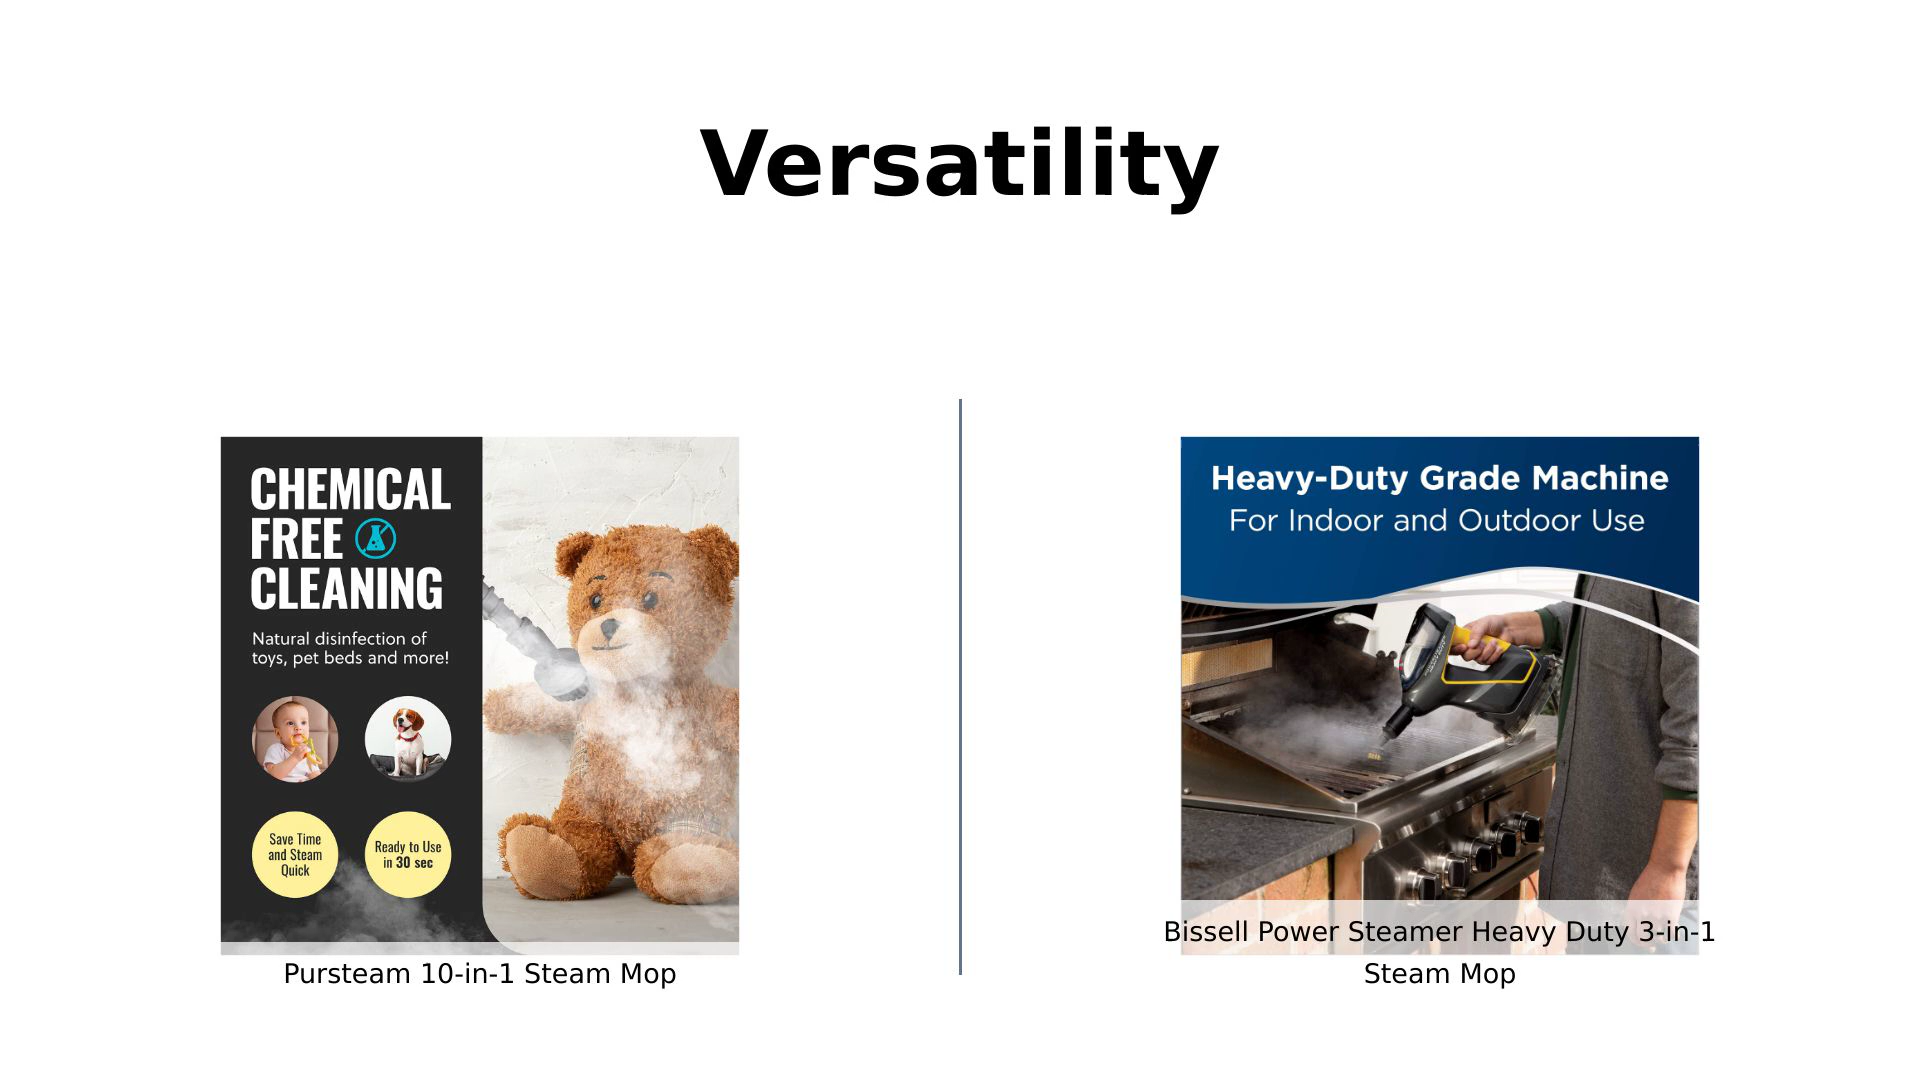 Versatility
CHEMICAL
FREE
CLEANING
Natural disinfection of
toys, pet beds and more!
Save Time
and Steam
Quick
Ready to Use
in 30 sec
Pursteam 10-in-1 Steam Mop
Heavy-Duty Grade Machine
For Indoor and Outdoor Use
Bissell Power Steamer Heavy Duty 3-in-1
Steam Mop